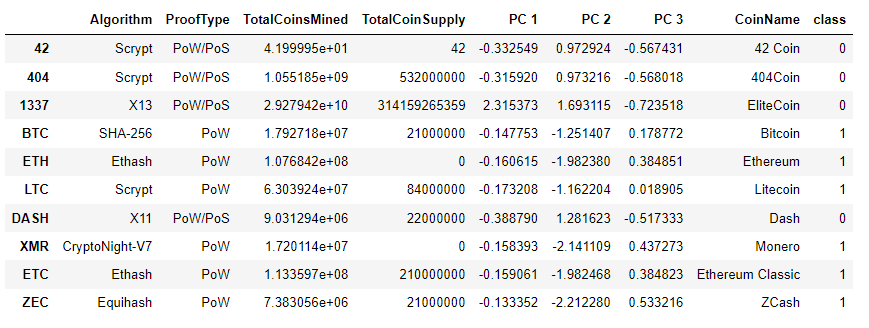 Algorithm ProofType TotalCoinsMined TotalCoinSupply PC 1 PC 2 PC 3 CoinName class
42 Scrypt PoW/PoS 4.199995e+01 42 -0.332549 0.972924 -0.567431 42 Coin 0
404 Scrypt PoW/PoS 1.055185e+09 532000000 -0.315920 0.973216 -0.568018 404Coin 0
1337 X13 PoW/PoS 2.927942e+10 314159265359 2.315373 1.693115 -0.723518 EliteCoin 0
BTC SHA-256 PoW 1.792718e+07 21000000 -0.147753 -1.251407 0.178772 Bitcoin 1
ETH Ethash PoW 1.076842e+08 0 -0.160615 -1.982380 0.384851 Ethereum 1
LTC Scrypt PoW 6.303924e+07 84000000 -0.173208 -1.162204 0.018905 Litecoin 1
DASH X11 PoW/PoS 9.031294e+06 22000000 -0.388790 1.281623 -0.517333 Dash 0
XMR CryptoNight-V7 PoW 1.720114e+07 0 -0.158393 -2.141109 0.437273 Monero 1
ETC Ethash PoW 1.133597e+08 210000000 -0.159061 -1.982468 0.384823 Ethereum Classic 1
ZEC Equihash PoW 7.383056e+06 21000000 -0.133352 -2.212280 0.533216 ZCash 1